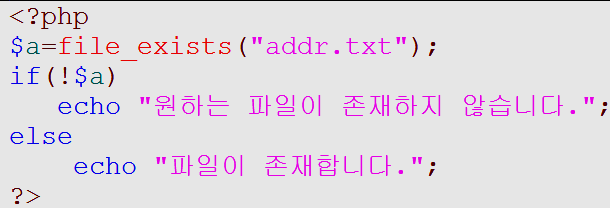 <?php
$a=file_exists("addr.txt");
if(!$a)
   echo "원하는 파일이 존재하지 않습니다.";
else
    echo "파일이 존재합니다.";
?>